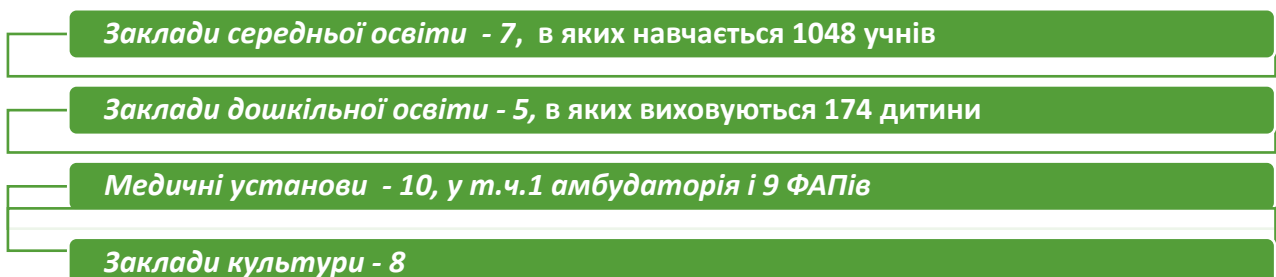 Заклади середньої освіти - 7, в яких навчається 1048 учнів
Заклади дошкільної освіти - 5, в яких виховуються 174 дитини
Медичні установи - 10, у т.ч.1 амбудаторія і 9 ФАПів
Заклади культури - 8